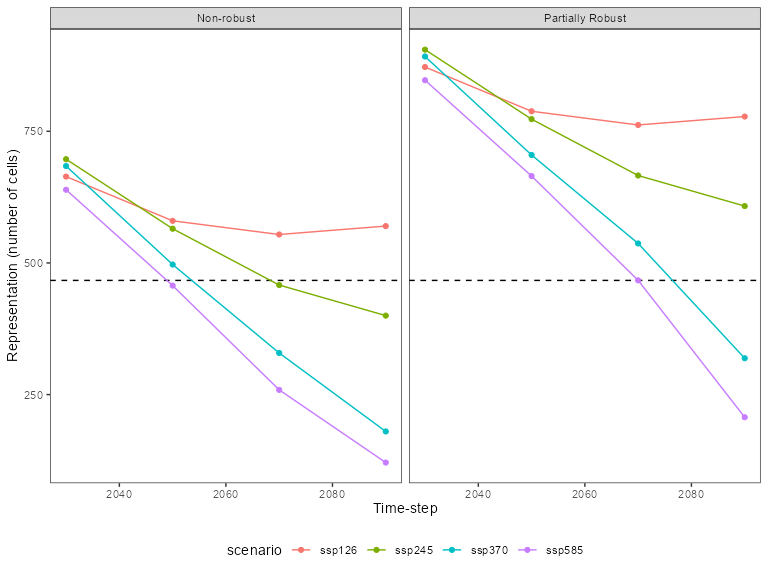 Non-robust
Partially Robust
Representation (number of cells)
750
500
250
2040
2060
2080
2040
2060
2080
Time-step
scenario ssp126 ssp245 ssp370 ssp585